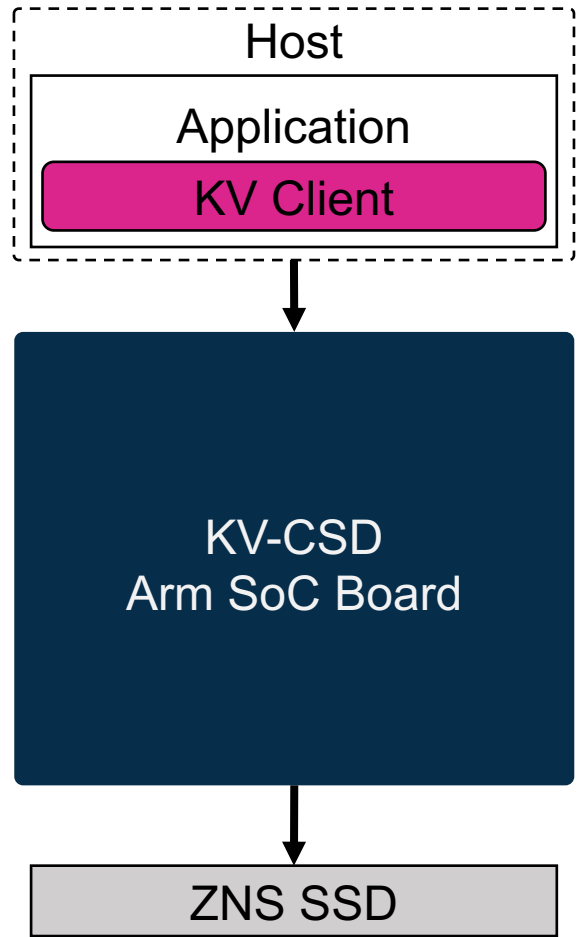 Host
Application
KV Client
KV-CSD
Arm SoC Board
ZNS SSD